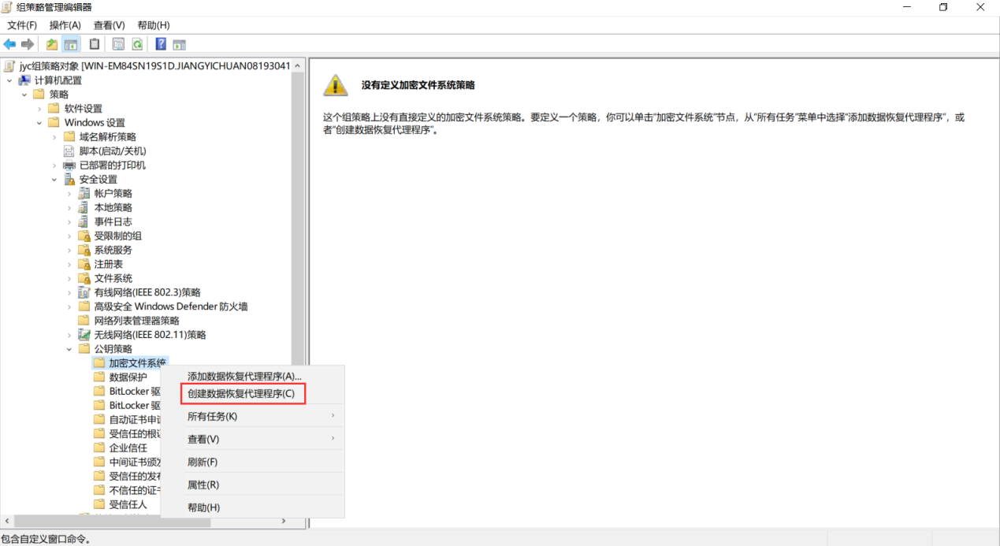 组策略管理编辑器
文件(F) 操作(A) 查看(V) 帮助(H)
jyc组策略对象 [WIN-EM84SN19S1D.JIANGYICHUAN08193041
计算机配置
策略
软件设置
Windows 设置
域名解析策略
脚本(启动/关机)
已部署的打印机
安全设置
帐户策略
本地策略
事件日志
受限制的组
系统服务
注册表
文件系统
有线网络(IEEE 802.3)策略
高级安全 Windows Defender 防火墙
网络列表管理器策略
无线网络(IEEE 802.11)策略
公钥策略
加密文件系统
数据保护
BitLocker 驱
BitLocker 驱
自动证书申
受信任的根
企业信任
中间证书颁
受信任的发
不信任的证
受信任人
添加数据恢复代理程序(A)...
创建数据恢复代理程序(C)
所有任务(K)
查看(V)
刷新(F)
属性(R)
帮助(H)
没有定义加密文件系统策略
这个组策略上没有直接定义的加密文件系统策略。要定义一个策略，你可以单击"加密文件系统"节点，从"所有任务"菜单中选择"添加数据恢复代理程序"，或
者"创建数据恢复代理程序"。
包含自定义窗口命令。